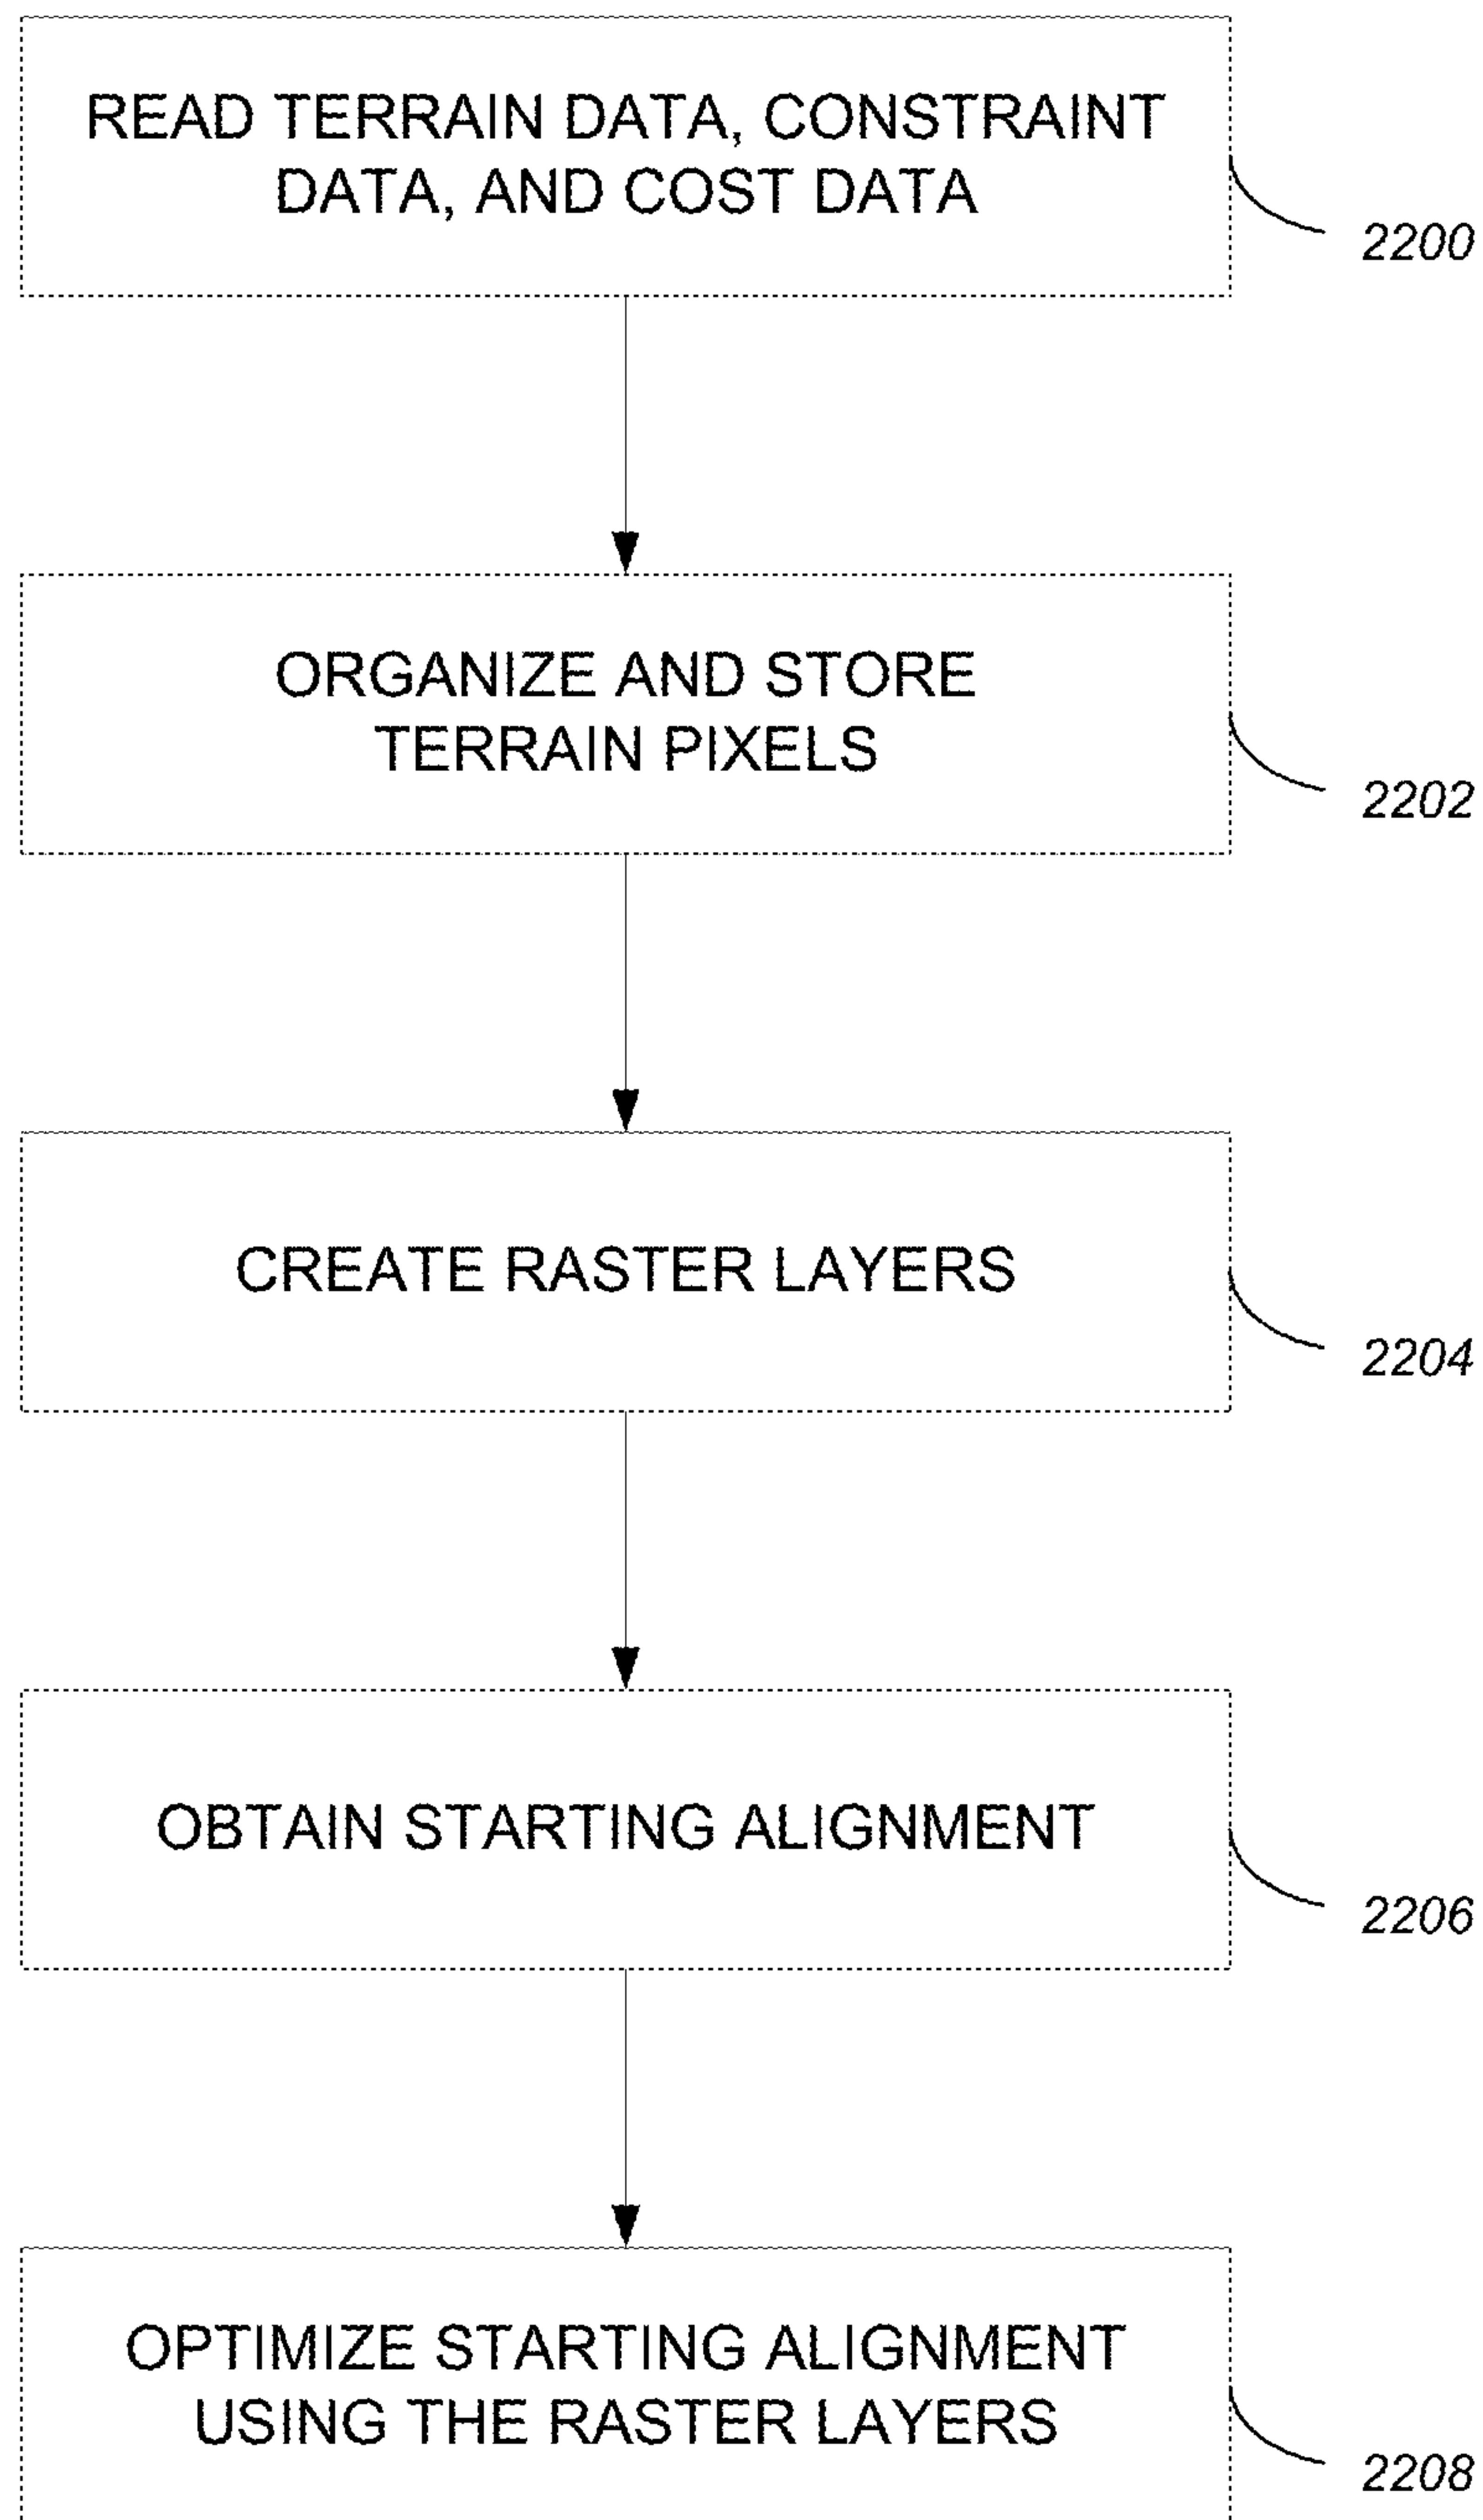 READ TERRAIN DATA, CONSTRAINT
DATA, AND COST DATA
2200
ORGANIZE AND STORE
TERRAIN PIXELS
2202
CREATE RASTER LAYERS
2204
OBTAIN STARTING ALIGNMENT
2206
OPTIMIZE STARTING ALIGNMENT
USING THE RASTER LAYERS
2208